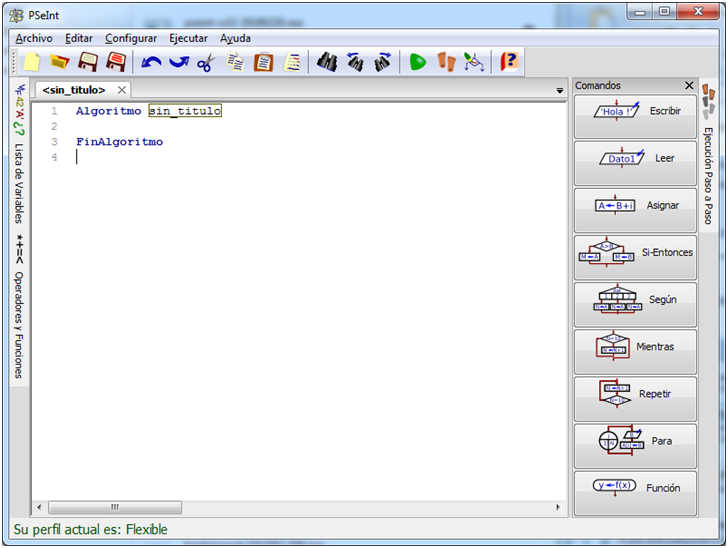 PSeInt
Archivo Editar Configurar Ejecutar Ayuda
<sin_titulo>
1 Algoritmo sin_titulo
2
3 FinAlgoritmo
4
Lista de Variables
*+=< Operadores y Funciones
Comandos
'Hola !' Escribir
Dato1 Leer
A←B+i Asignar
A>B M←A M←B Si-Entonces
Según
Mientras
Repetir
Para
y←f(x) Función
Ejecución Paso a Paso
Su perfil actual es: Flexible